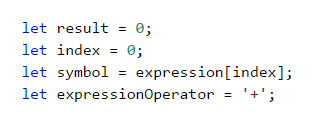 let result = 0;
let index = 0;
let symbol = expression[index];
let expressionOperator = '+';